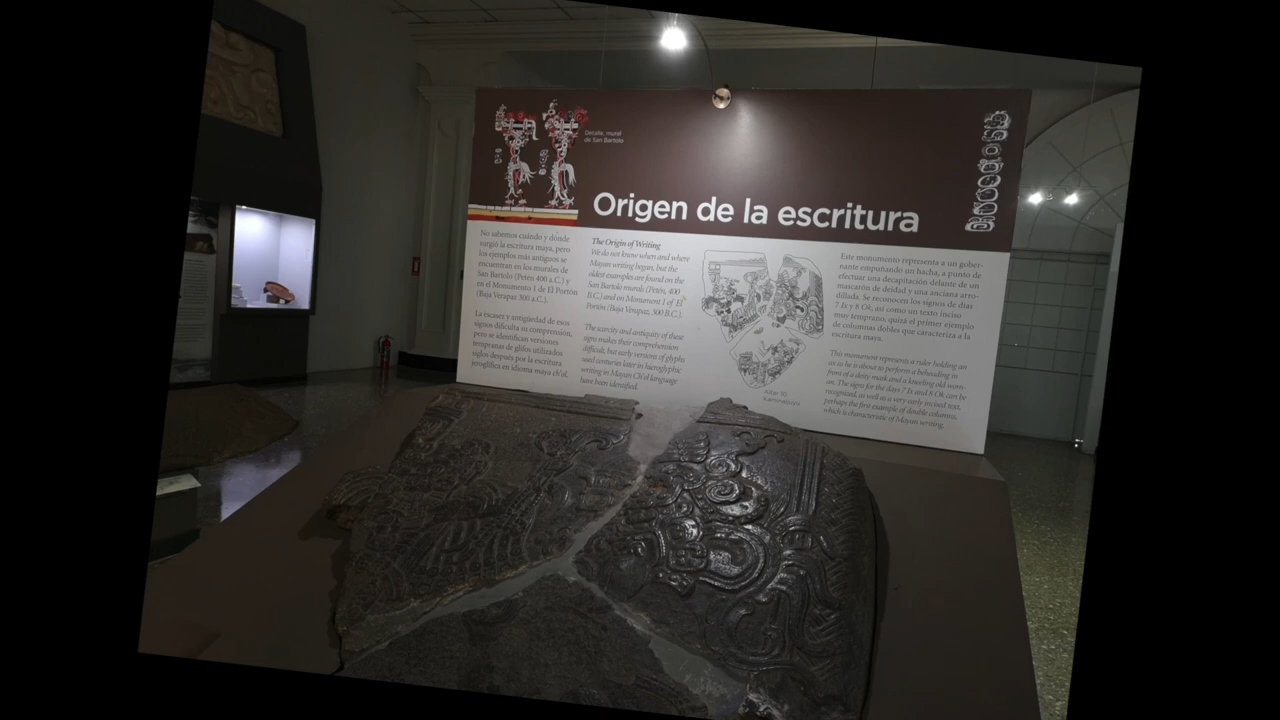 Detalle, mural
de San Bartolo
Origen de la escritura
No sabemos cuándo y dónde
surgió la escritura maya, pero
los ejemplos más antiguos se
encuentran en los murales de
San Bartolo (Petén 400 a.C.) y
en el Monumento 1 de El Portón
(Baja Verapaz 300 a.C.).
La escases y antigüedad de esos
signos dificulta su comprensión,
pero se identifican versiones
tempranas de glifos utilizados
siglos después por la escritura
jeroglífica en idioma maya ch'ol.
The Origin of Writing
We do not know when and where
Mayan writing began, but the
oldest examples are found on the
San Bartolo murals (Petén, 400
B.C.) and on Monument 1 of El
Portón (Baja Verapaz, 300 B.C.).
The scarcity and antiquity of these
signs makes their comprehension
difficult, but early versions of glyphs
used centuries later in hieroglyphic
writing in Mayan Ch'ol language
have been identified.
Altar 10,
Kaminaljuyú
Este monumento representa a un gober-
nante empuñando un hacha, a punto de
efectuar una decapitación delante de un
mascarón de deidad y una anciana arro-
dillada. Se reconocen los signos de días
7 Ix y 8 Ok, así como un texto inciso
muy temprano, quizá el primer ejemplo
de columnas dobles que caracteriza a la
escritura maya.
This monument represents a ruler holding an
ax as he is about to perform a beheading in
front of a deity mask and a kneeling old wom-
an. The signs for the days 7 Ix and 8 Ok can be
recognized, as well as a very early incised text,
perhaps the first example of double columns,
which is characteristic of Mayan writing.